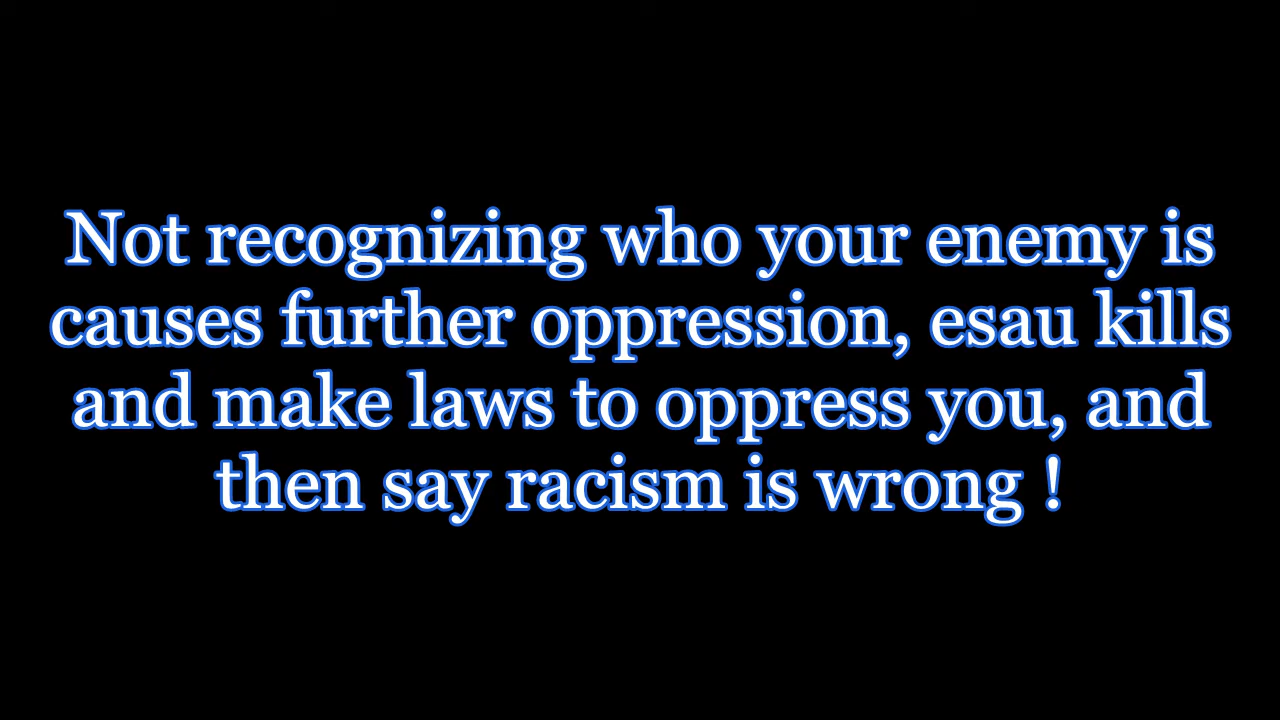 Not recognizing who your enemy is
causes further oppression, esau kills
and make laws to oppress you, and
then say racism is wrong !